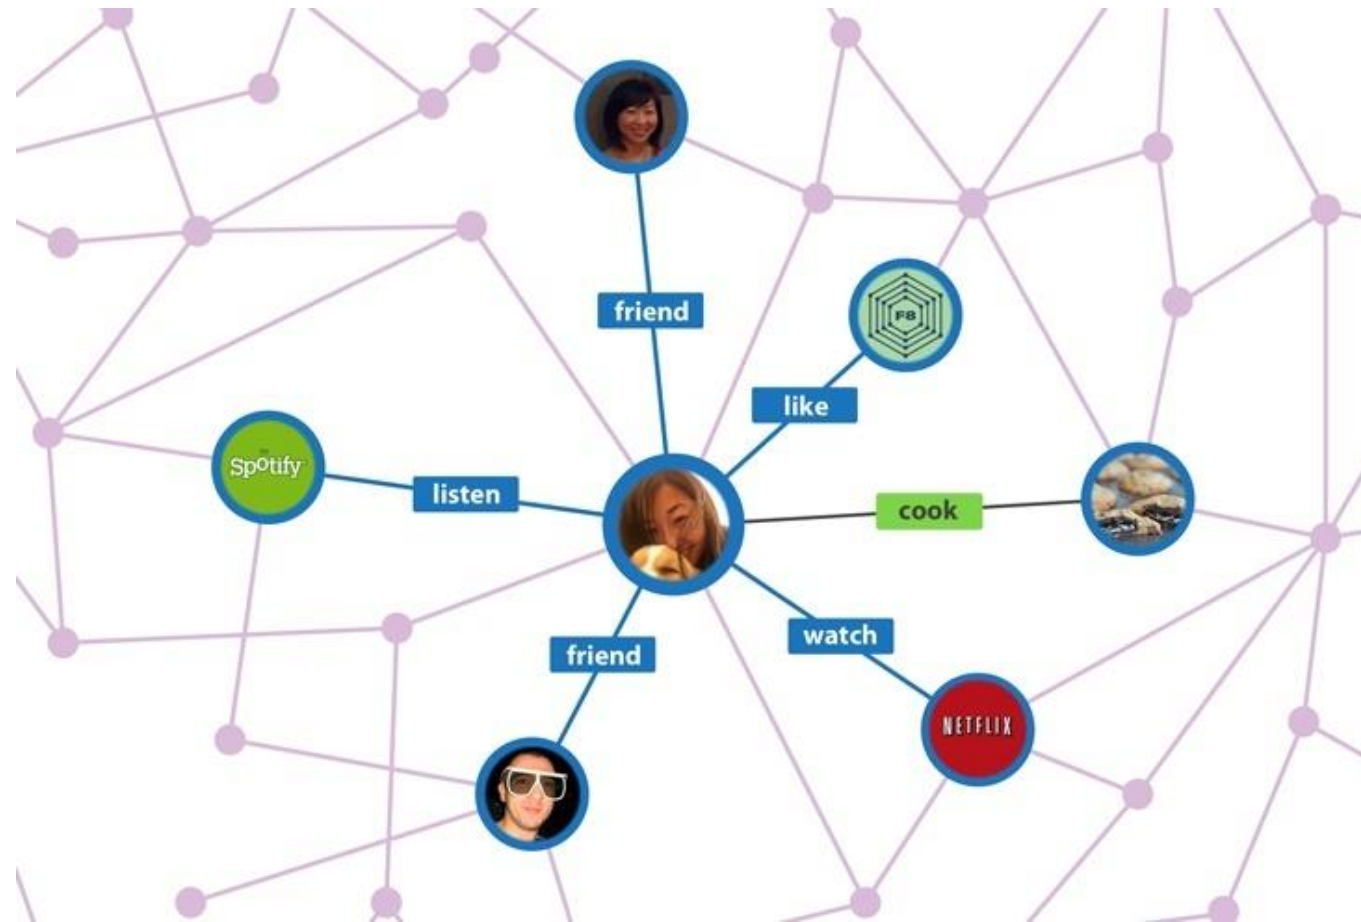 friend
F8
like
Spotify
listen
cook
watch
friend
NETFLIX